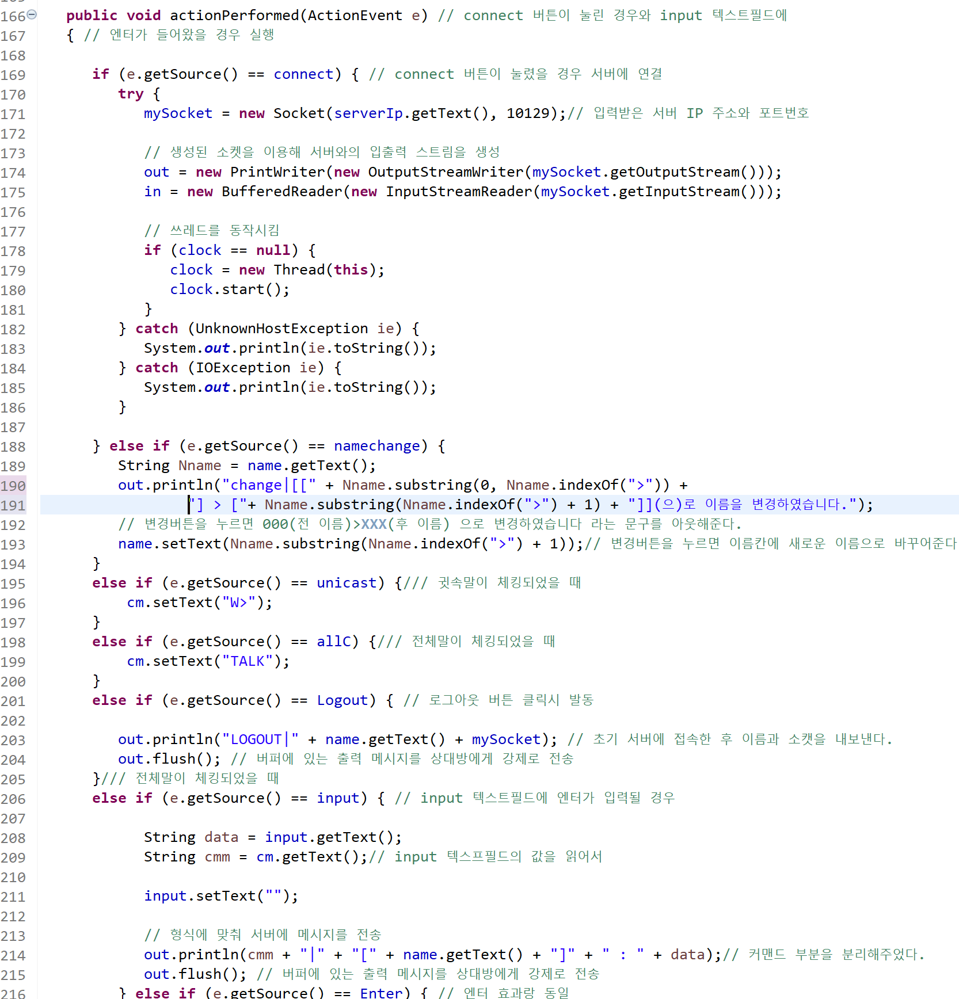 166 public void actionPerformed(ActionEvent e) // connect 버튼이 눌린 경우와 input 텍스트필드에
167 { // 엔터가 들어왔을 경우 실행
168
169 if (e.getSource() == connect) { // connect 버튼이 눌렸을 경우 서버에 연결
170 try {
171 mySocket = new Socket(serverIp.getText(), 10129);// 입력받은 서버 IP 주소와 포트번호
172
173 // 생성된 소켓을 이용해 서버와의 입출력 스트림을 생성
174 out = new PrintWriter(new OutputStreamWriter(mySocket.getOutputStream()));
175 in = new BufferedReader(new InputStreamReader(mySocket.getInputStream()));
176
177 // 쓰레드를 동작시킴
178 if (clock == null) {
179 clock = new Thread(this);
180 clock.start();
181 }
182 } catch (UnknownHostException ie) {
183 System.out.println(ie.toString());
184 } catch (IOException ie) {
185 System.out.println(ie.toString());
186 }
187
188 } else if (e.getSource() == namechange) {
189 String Nname = name.getText();
190 out.println("change|[[" + Nname.substring(0, Nname.indexOf(">")) +
191 "] > ["+ Nname.substring(Nname.indexOf(">") + 1) + "]](으)로 이름을 변경하였습니다.");
192 // 변경버튼을 누르면 000(전 이름)>XXX(후 이름) 으로 변경하였습니다 라는 문구를 아웃해준다.
193 name.setText(Nname.substring(Nname.indexOf(">") + 1));// 변경버튼을 누르면 이름칸에 새로운 이름으로 바꾸어준다
194 }
195 else if (e.getSource() == unicast) {/// 귓속말이 체킹되었을 때
196 cm.setText("W>");
197 }
198 else if (e.getSource() == allC) {/// 전체말이 체킹되었을 때
199 cm.setText("TALK");
200 }
201 else if (e.getSource() == Logout) { // 로그아웃 버튼 클릭시 발동
202
203 out.println("LOGOUT|" + name.getText() + mySocket); // 초기 서버에 접속한 후 이름과 소캣을 내보낸다.
204 out.flush(); // 버퍼에 있는 출력 메시지를 상대방에게 강제로 전송
205 }/// 전체말이 체킹되었을 때
206 else if (e.getSource() == input) { // input 텍스트필드에 엔터가 입력될 경우
207
208 String data = input.getText();
209 String cmm = cm.getText();// input 텍스프필드의 값을 읽어서
210
211 input.setText("");
212
213 // 형식에 맞춰 서버에 메시지를 전송
214 out.println(cmm + "|" + "[" + name.getText() + "]" + " : " + data);// 커맨드 부분을 분리해주었다.
215 out.flush(); // 버퍼에 있는 출력 메시지를 상대방에게 강제로 전송
216 } else if (e.getSource() == Enter) { // 엔터 효과랑 동일